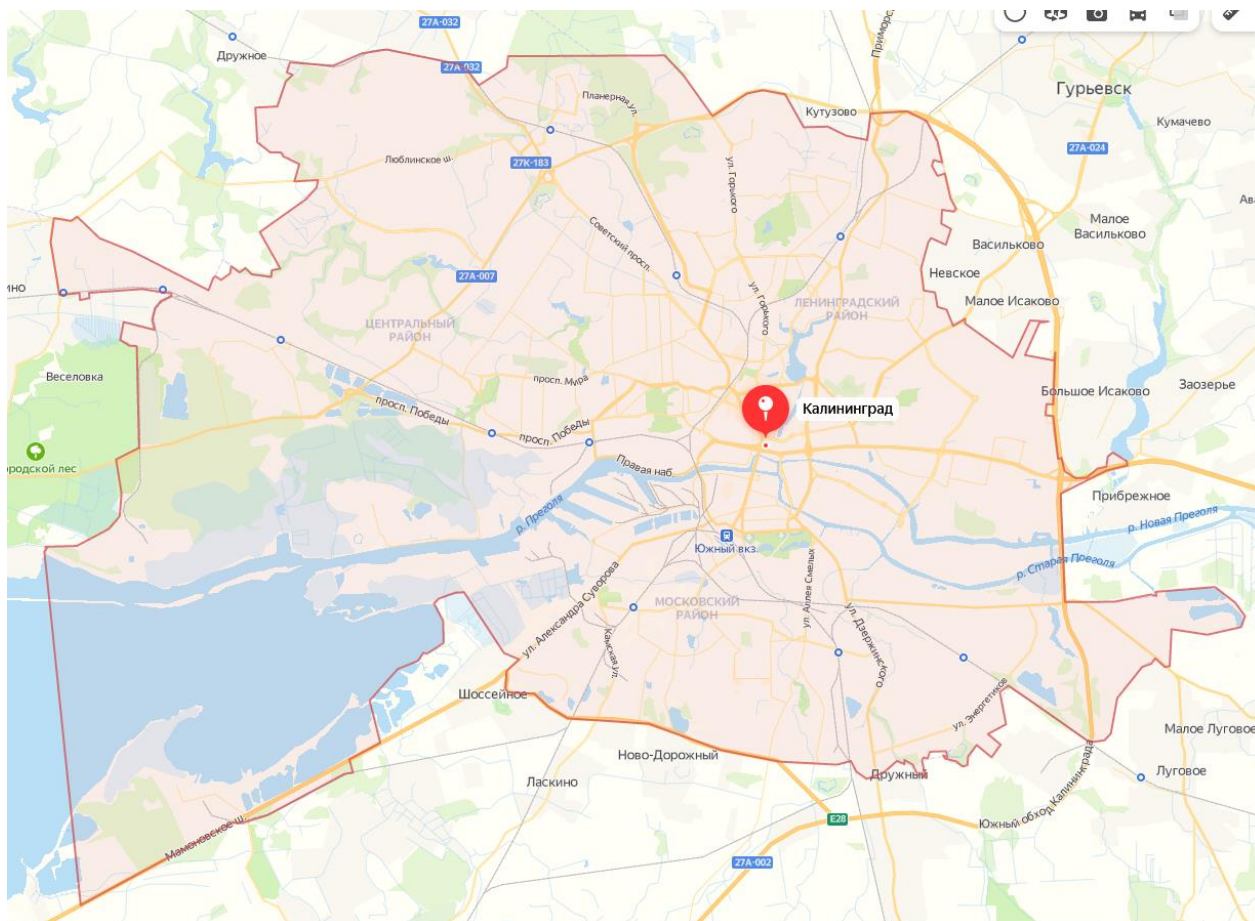 27А-032
Дружное
27А-032
Планерная ул.
Кутузово
Гурьевск
Кумачево
27А-024
Люблинское ш.
27К-183
ул. Горького
Советский просп.
Малое
Васильково
Васильково
Невское
27А-007
Малое Исаково
ул. Горького
ЛЕНИНГРАДСКИЙ
РАЙОН
ЦЕНТРАЛЬНЫЙ
РАЙОН
Веселовка
просп. Мира
Большое Исаково
Заозерье
просп. Победы
Калининград
просп. Победы
Правая наб.
Прибрежное
р. Преголя
р. Новая Преголя
Южный вкз.
р. Старая Преголя
ул. Александра Суворова
МОСКОВСКИЙ
РАЙОН
ул. Аллея Смелых
ул. Дзержинского
Камская ул.
Шоссейное
ул. Энергетиков
Малое Луговое
Ново-Дорожный
Ласкино
Дружный
Луговое
Мамоновское ш.
Е28
Южный обход Калининграда
27А-002